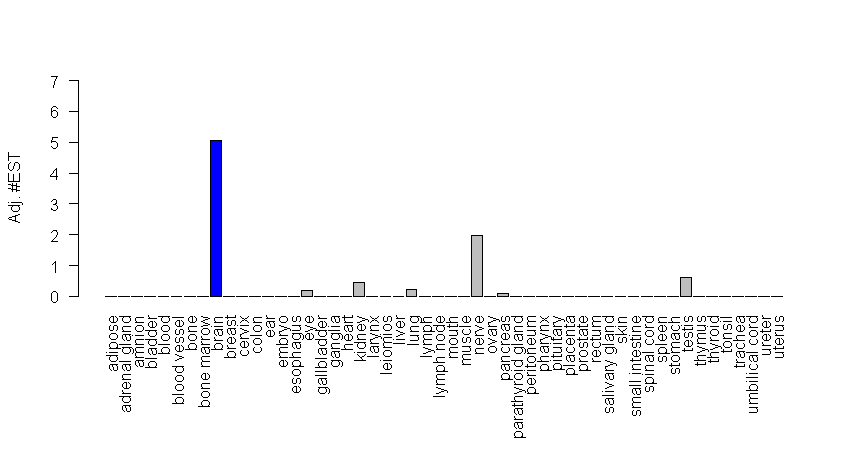 7
6
5
4
3
2
1
0
Adj. #EST
adipose
adrenal gland
amnion
bladder
blood
blood vessel
bone
bone marrow
brain
breast
cervix
colon
ear
embryo
esophagus
eye
gallbladder
ganglia
heart
kidney
larynx
leiomios
liver
lung
lymph
lymph node
mouth
muscle
nerve
ovary
pancreas
parathyroid gland
peritoneum
pharynx
pituitary
placenta
prostate
rectum
salivary gland
skin
small intestine
spinal cord
spleen
stomach
testis
thymus
thyroid
tonsil
trachea
umbilical cord
ureter
uterus